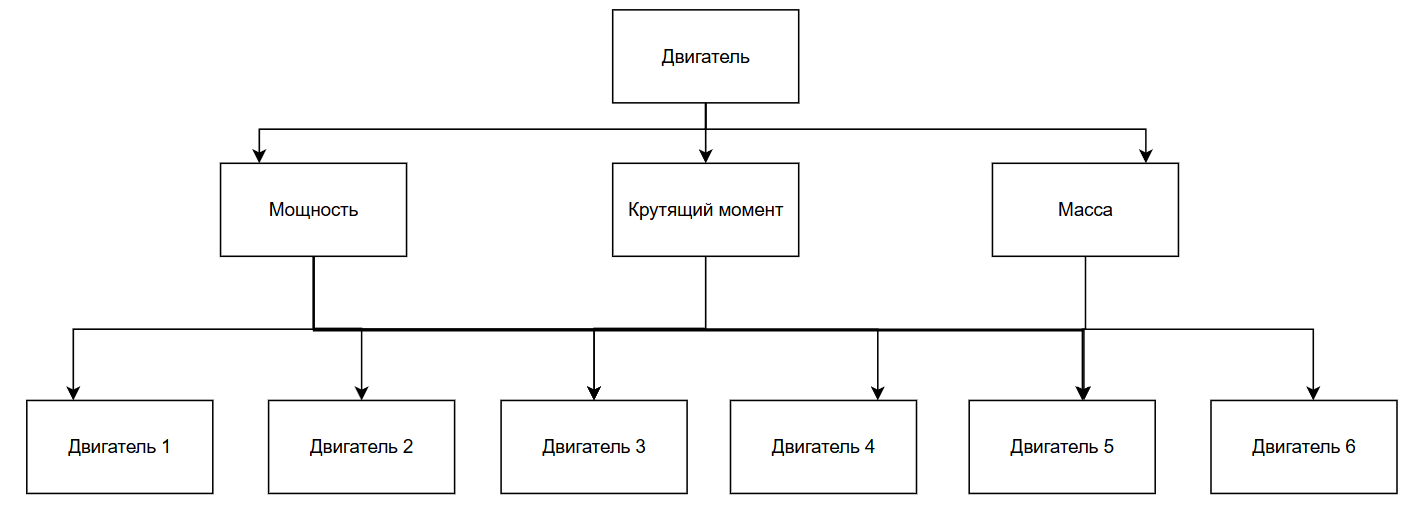 Двигатель
Мощность
Крутящий момент
Масса
Двигатель 1
Двигатель 2
Двигатель 3
Двигатель 4
Двигатель 5
Двигатель 6